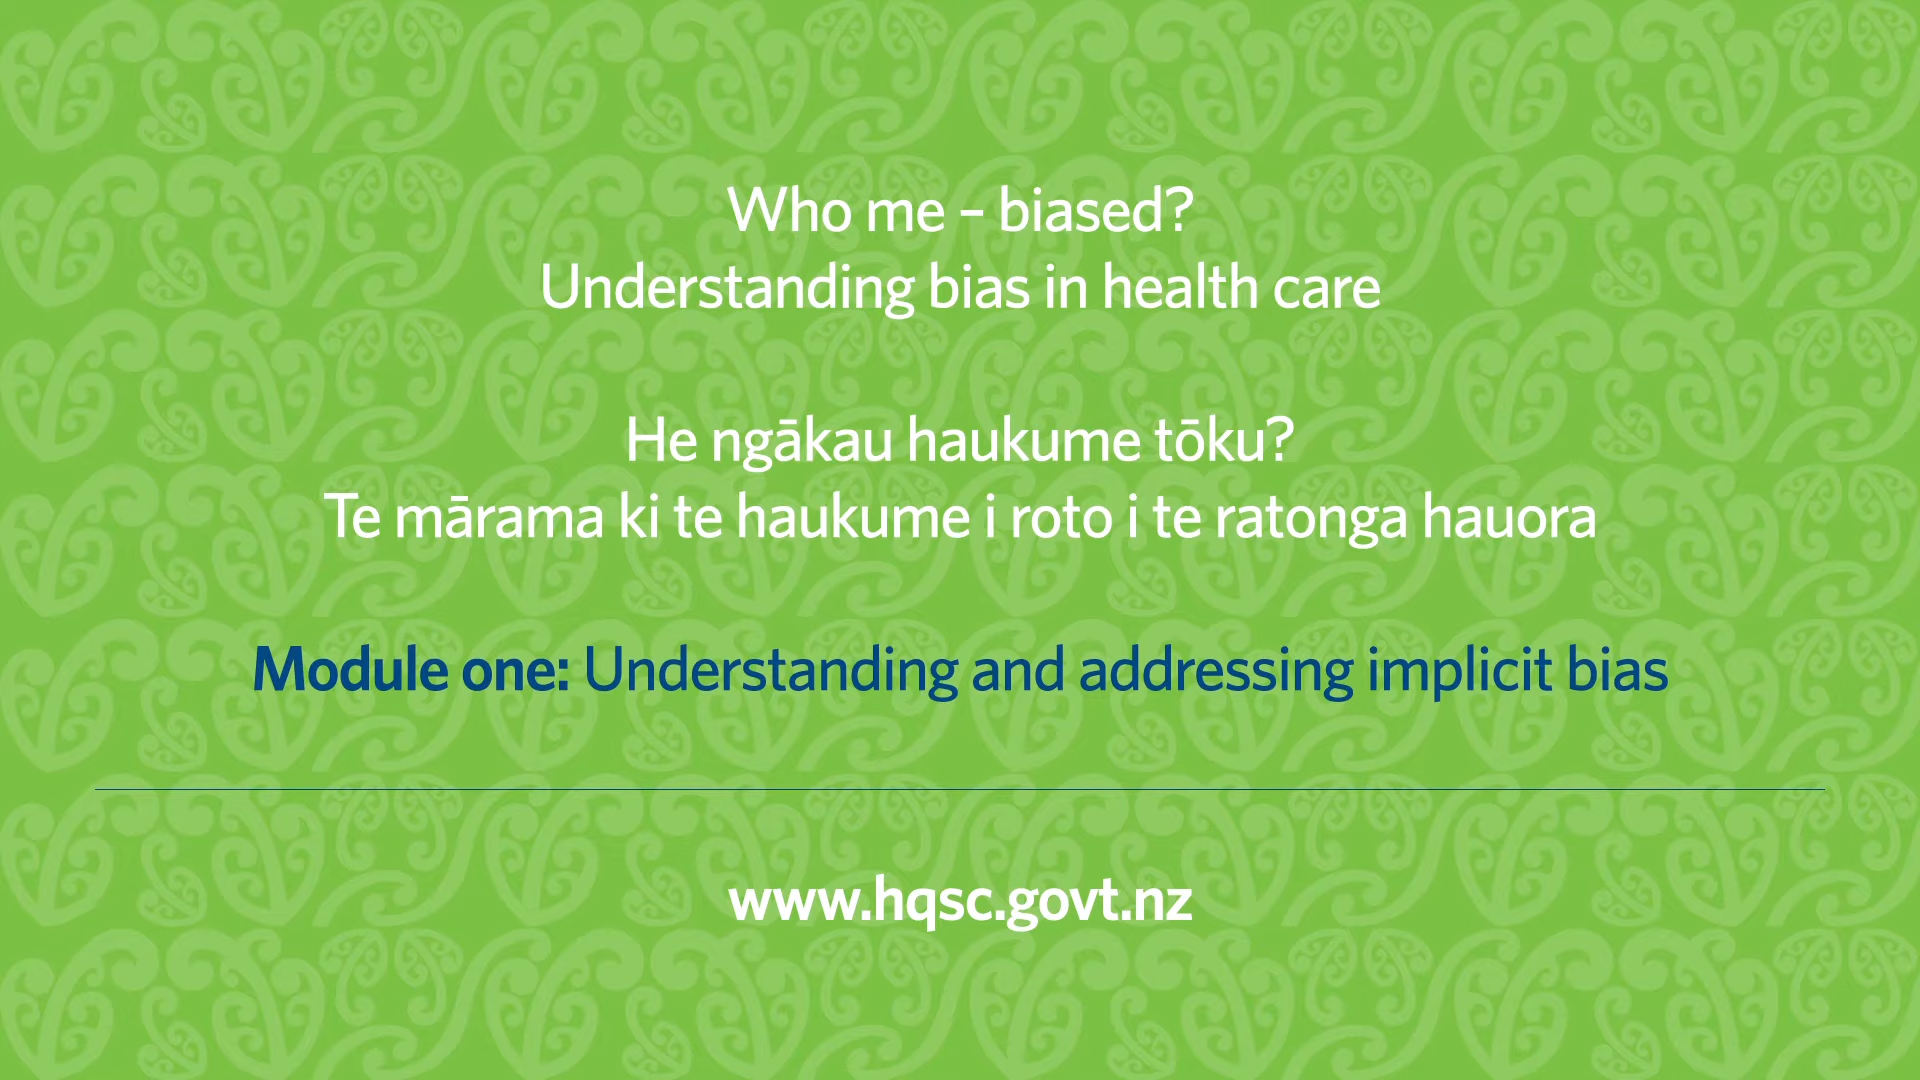 Who me – biased?
Understanding bias in health care
He ngākau haukume tōku?
Te mārama ki te haukume i roto i te ratonga hauora
Module one: Understanding and addressing implicit bias
www.hqsc.govt.nz